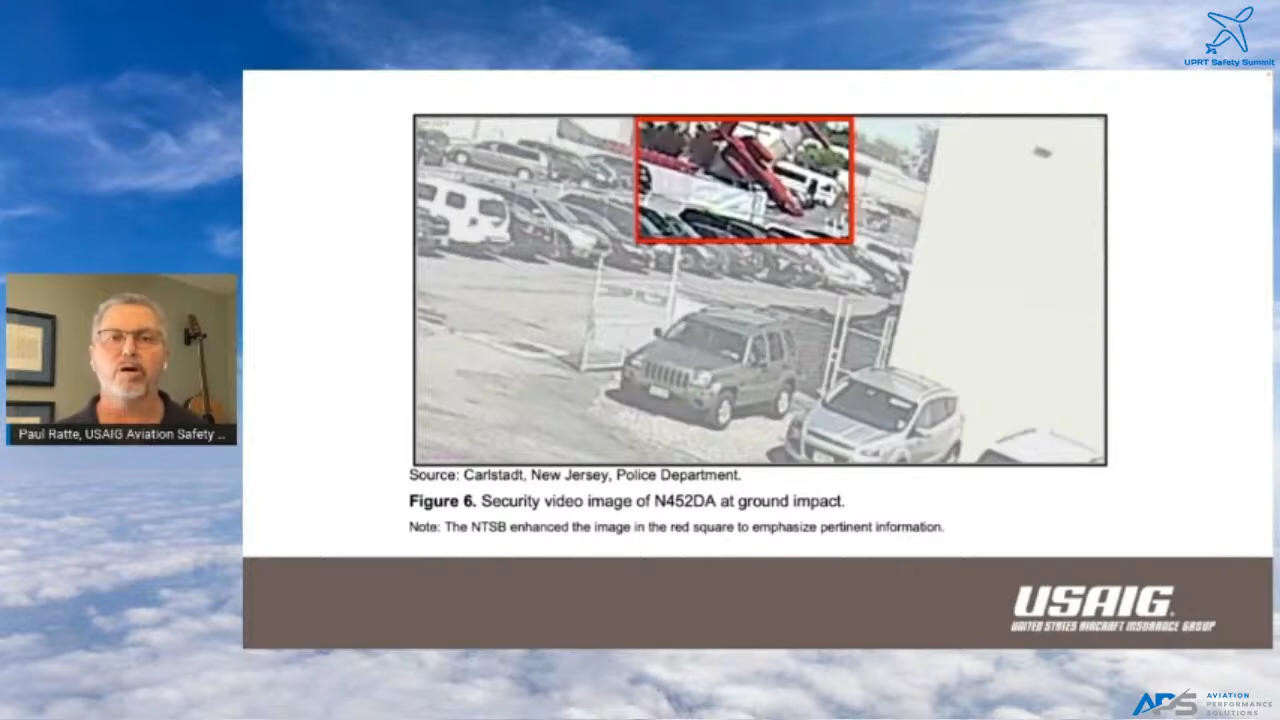 UPRT Safety Summit
Paul Ratte, USAIG Aviation Safety ...
Source: Carlstadt, New Jersey, Police Department.
Figure 6. Security video image of N452DA at ground impact.
Note: The NTSB enhanced the image in the red square to emphasize pertinent information.
USAIG
UNITED STATES AIRCRAFT INSURANCE GROUP
APS AVIATION
PERFORMANCE
SOLUTIONS